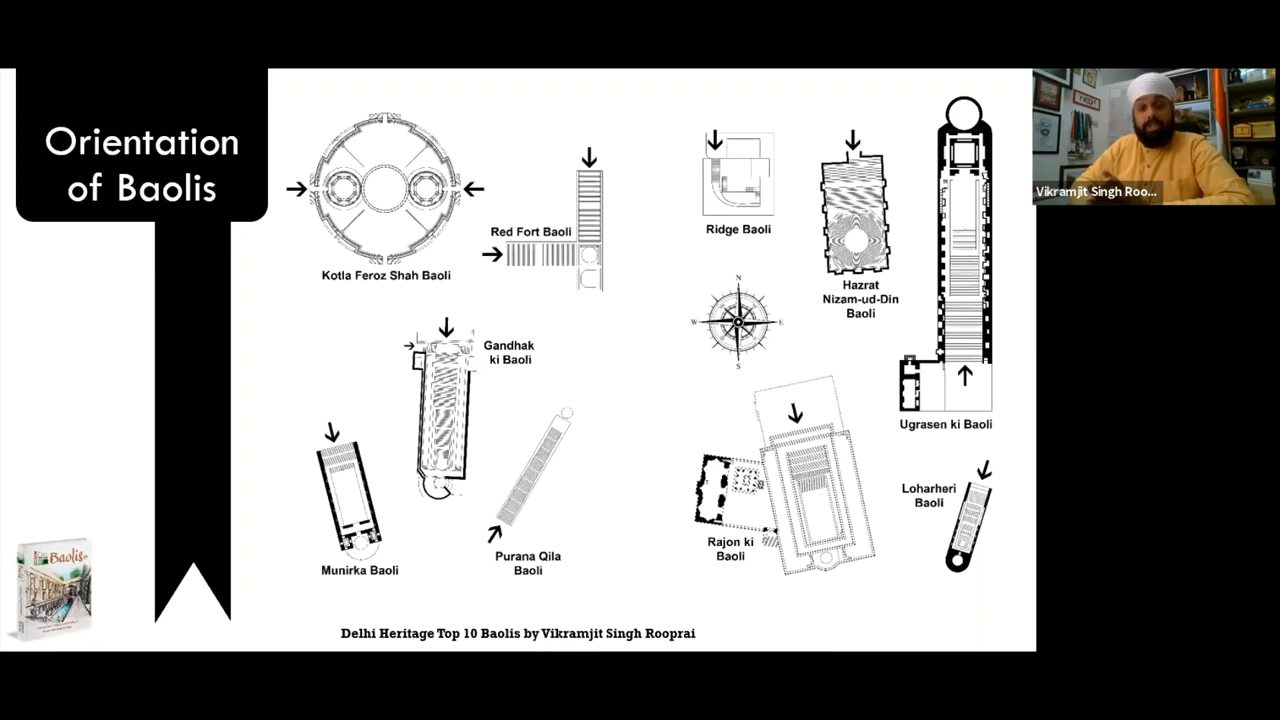 Orientation
of Baolis
Kotla Feroz Shah Baoli
Red Fort Baoli
Ridge Baoli
Hazrat
Nizam-ud-Din
Baoli
Ugrasen ki Baoli
Gandhak
ki Baoli
N
W
E
S
Munirka Baoli
Purana Qila
Baoli
Rajon ki
Baoli
Loharheri
Baoli
Baolis
Delhi Heritage Top 10 Baolis by Vikramjit Singh Rooprai
Vikramjit Singh Roo...